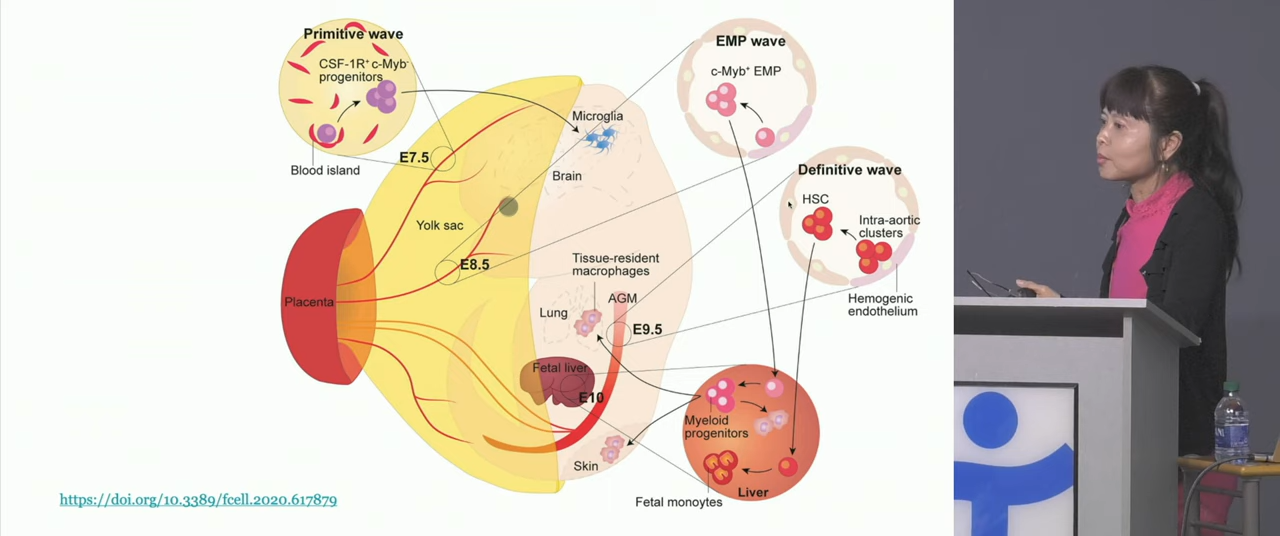 Primitive wave
CSF-1R⁺ c-Myb⁻
progenitors
Blood island
E7.5
Microglia
Brain
Yolk sac
E8.5
Placenta
EMP wave
c-Myb⁺ EMP
Definitive wave
HSC
Intra-aortic
clusters
Hemogenic
endothelium
Tissue-resident
macrophages
AGM
Lung
E9.5
Fetal liver
E10
Skin
Myeloid
progenitors
Liver
Fetal monoytes
https://doi.org/10.3389/fcell.2020.617879